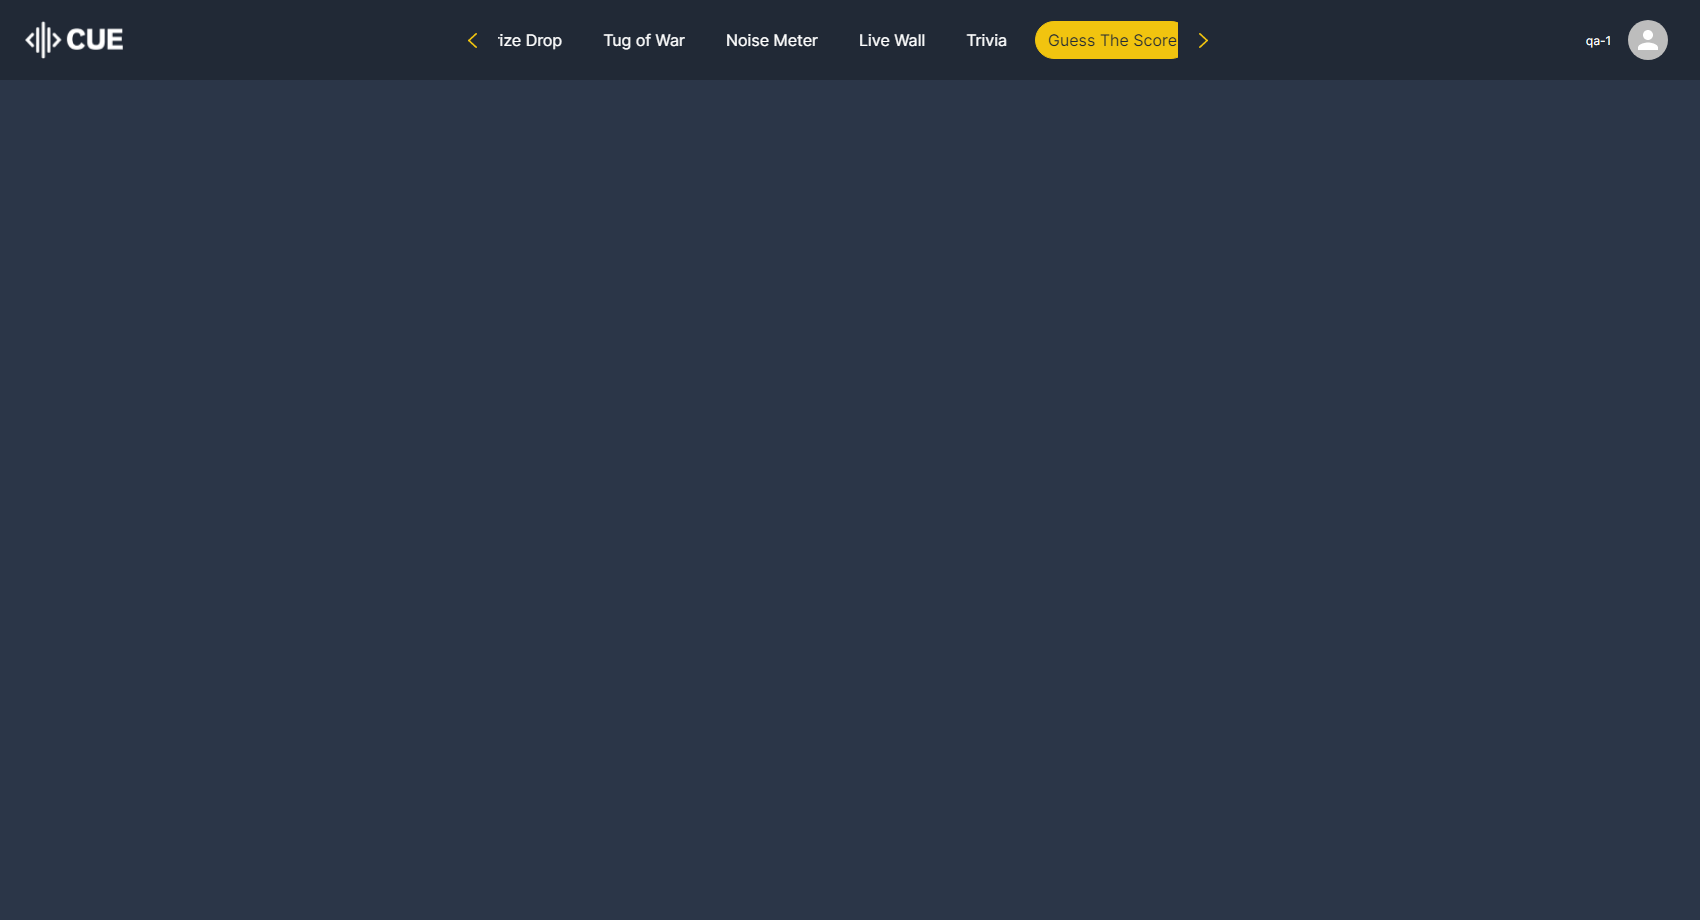 CUE
ize Drop
Tug of War
Noise Meter
Live Wall
Trivia
Guess The Score
qa-1